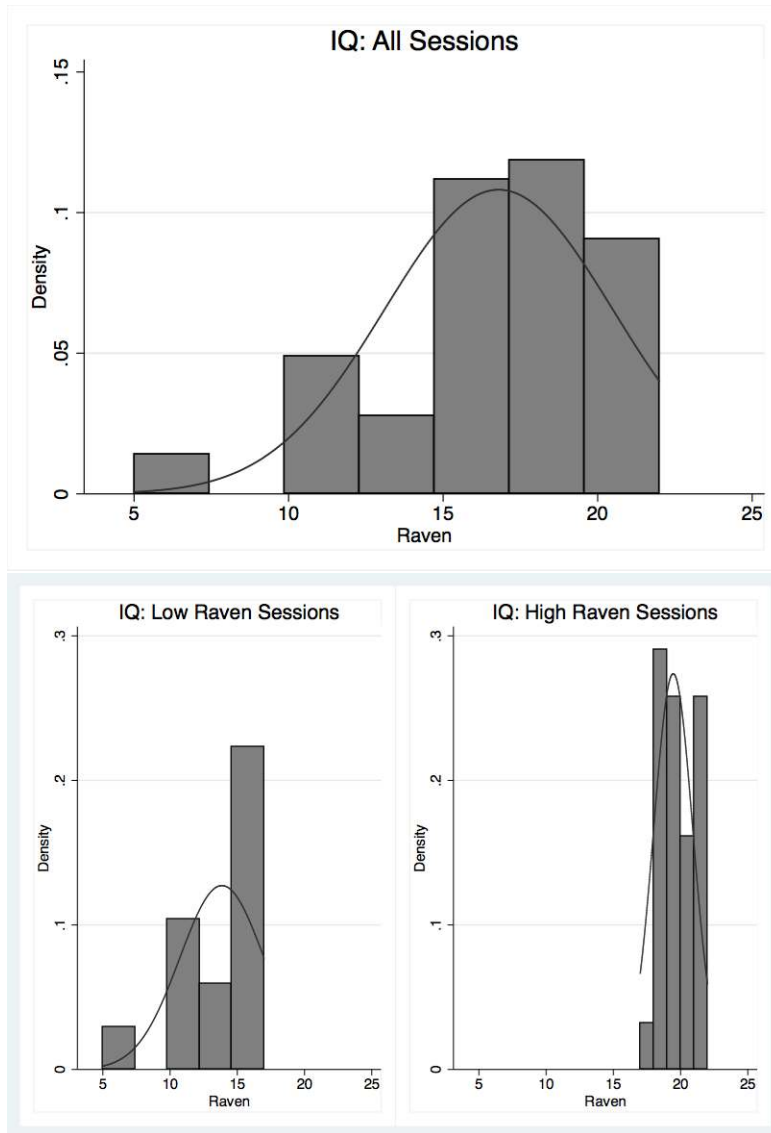 IQ: All Sessions
.15
.1
.05
0
Density
5 10 15 20 25
Raven
IQ: Low Raven Sessions
.3
.2
.1
0
Density
5 10 15 20 25
Raven
IQ: High Raven Sessions
.3
.2
.1
0
Density
5 10 15 20 25
Raven